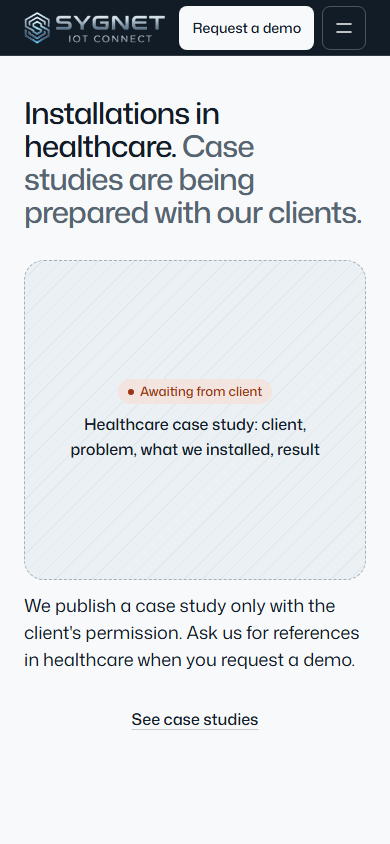 SYGNET
IOT CONNECT
Request a demo
Installations in
healthcare. Case
studies are being
prepared with our clients.
Awaiting from client
Healthcare case study: client,
problem, what we installed, result
We publish a case study only with the
client's permission. Ask us for references
in healthcare when you request a demo.
See case studies